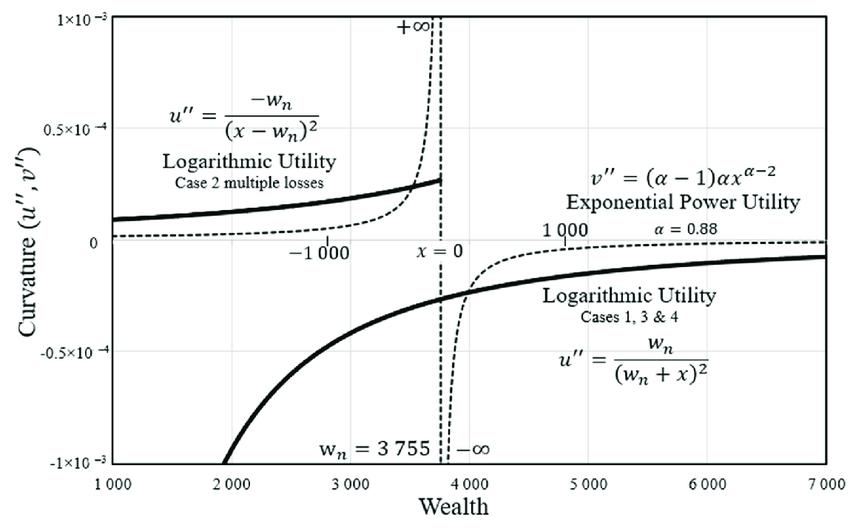 1×10⁻³
+∞
u′′ = −wₙ / (x − wₙ)²
0.5×10⁻⁴
Logarithmic Utility
Case 2 multiple losses
v′′ = (α − 1)αx^(α−2)
Exponential Power Utility
α = 0.88
Curvature (u′′, v′′)
0
−1 000
x = 0
1 000
Logarithmic Utility
Cases 1, 3 & 4
-0.5×10⁻⁴
u′′ = wₙ / (wₙ + x)²
wₙ = 3 755
−∞
-1×10⁻³
1 000
2 000
3 000
4 000
5 000
6 000
7 000
Wealth